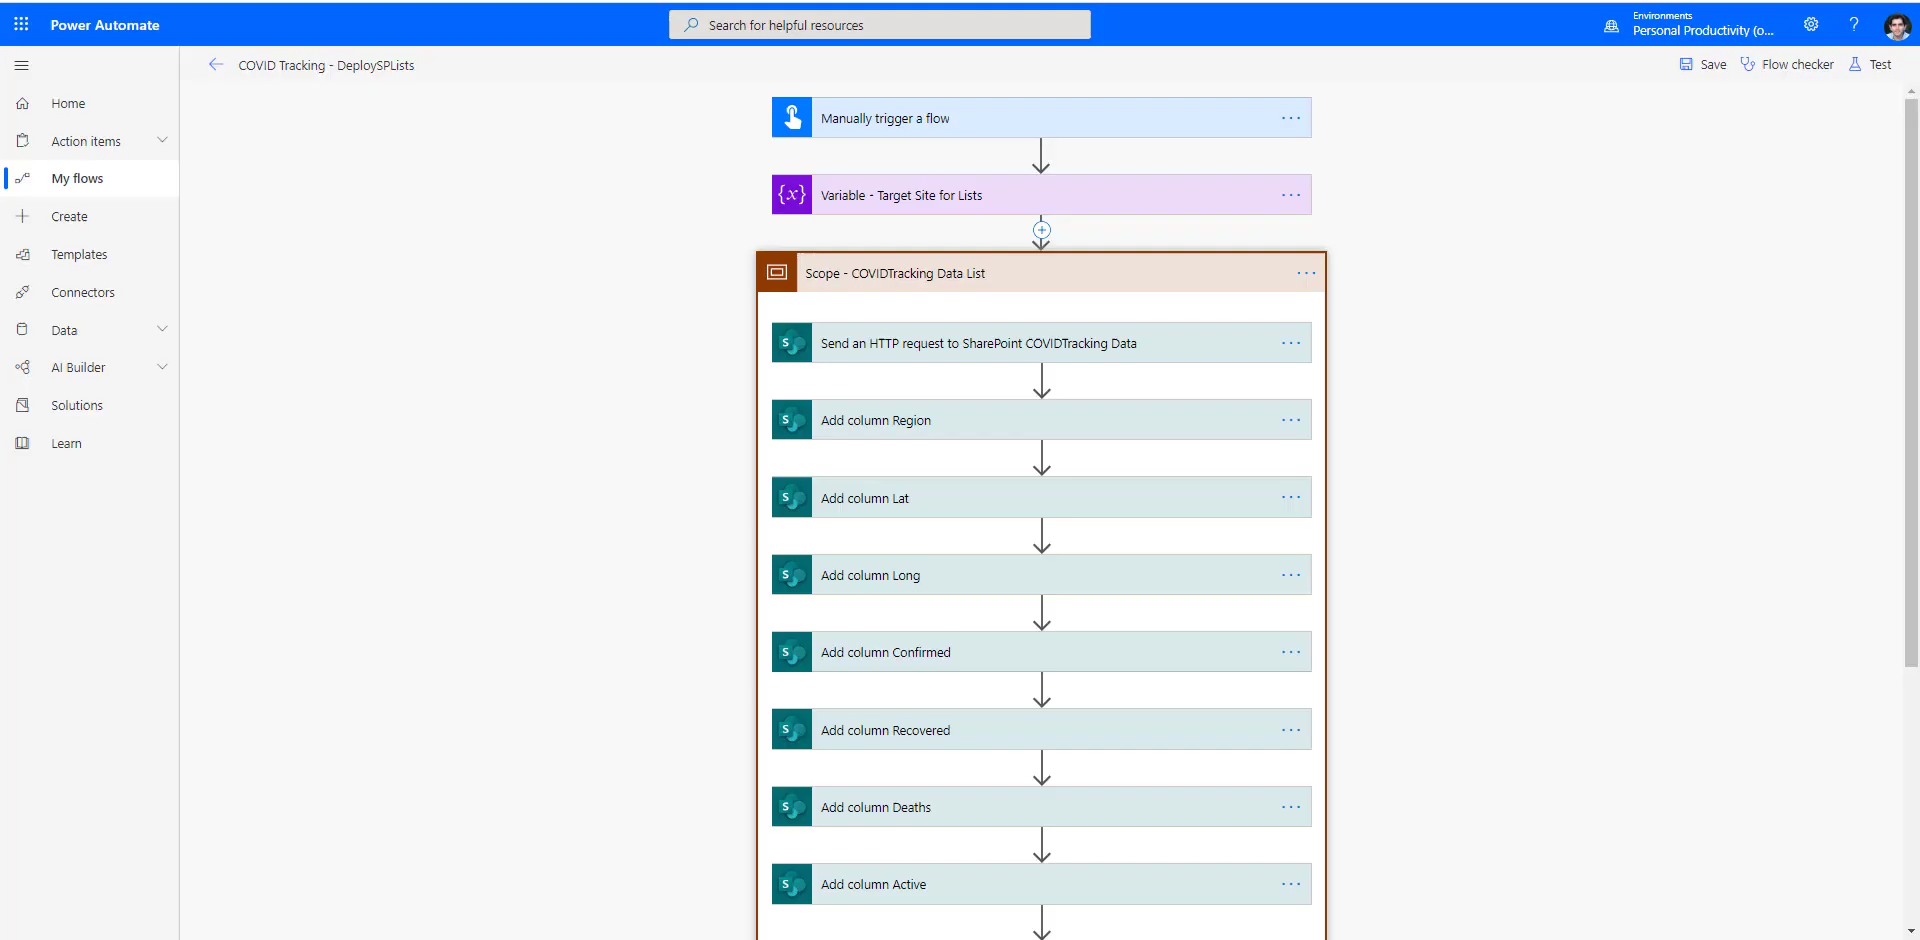 Power Automate
Search for helpful resources
Environments
Personal Productivity (o...
?
COVID Tracking - DeploySPLists
Save
Flow checker
Test
Home
Action items
My flows
Create
Templates
Connectors
Data
AI Builder
Solutions
Learn
Manually trigger a flow
{x} Variable - Target Site for Lists
Scope - COVIDTracking Data List
S Send an HTTP request to SharePoint COVIDTracking Data
S Add column Region
S Add column Lat
S Add column Long
S Add column Confirmed
S Add column Recovered
S Add column Deaths
S Add column Active